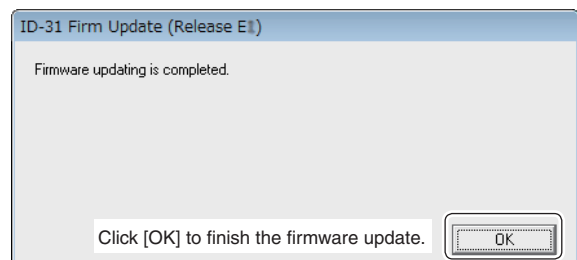 ID-31 Firm Update (Release E)
Firmware updating is completed.
Click [OK] to finish the firmware update.
OK